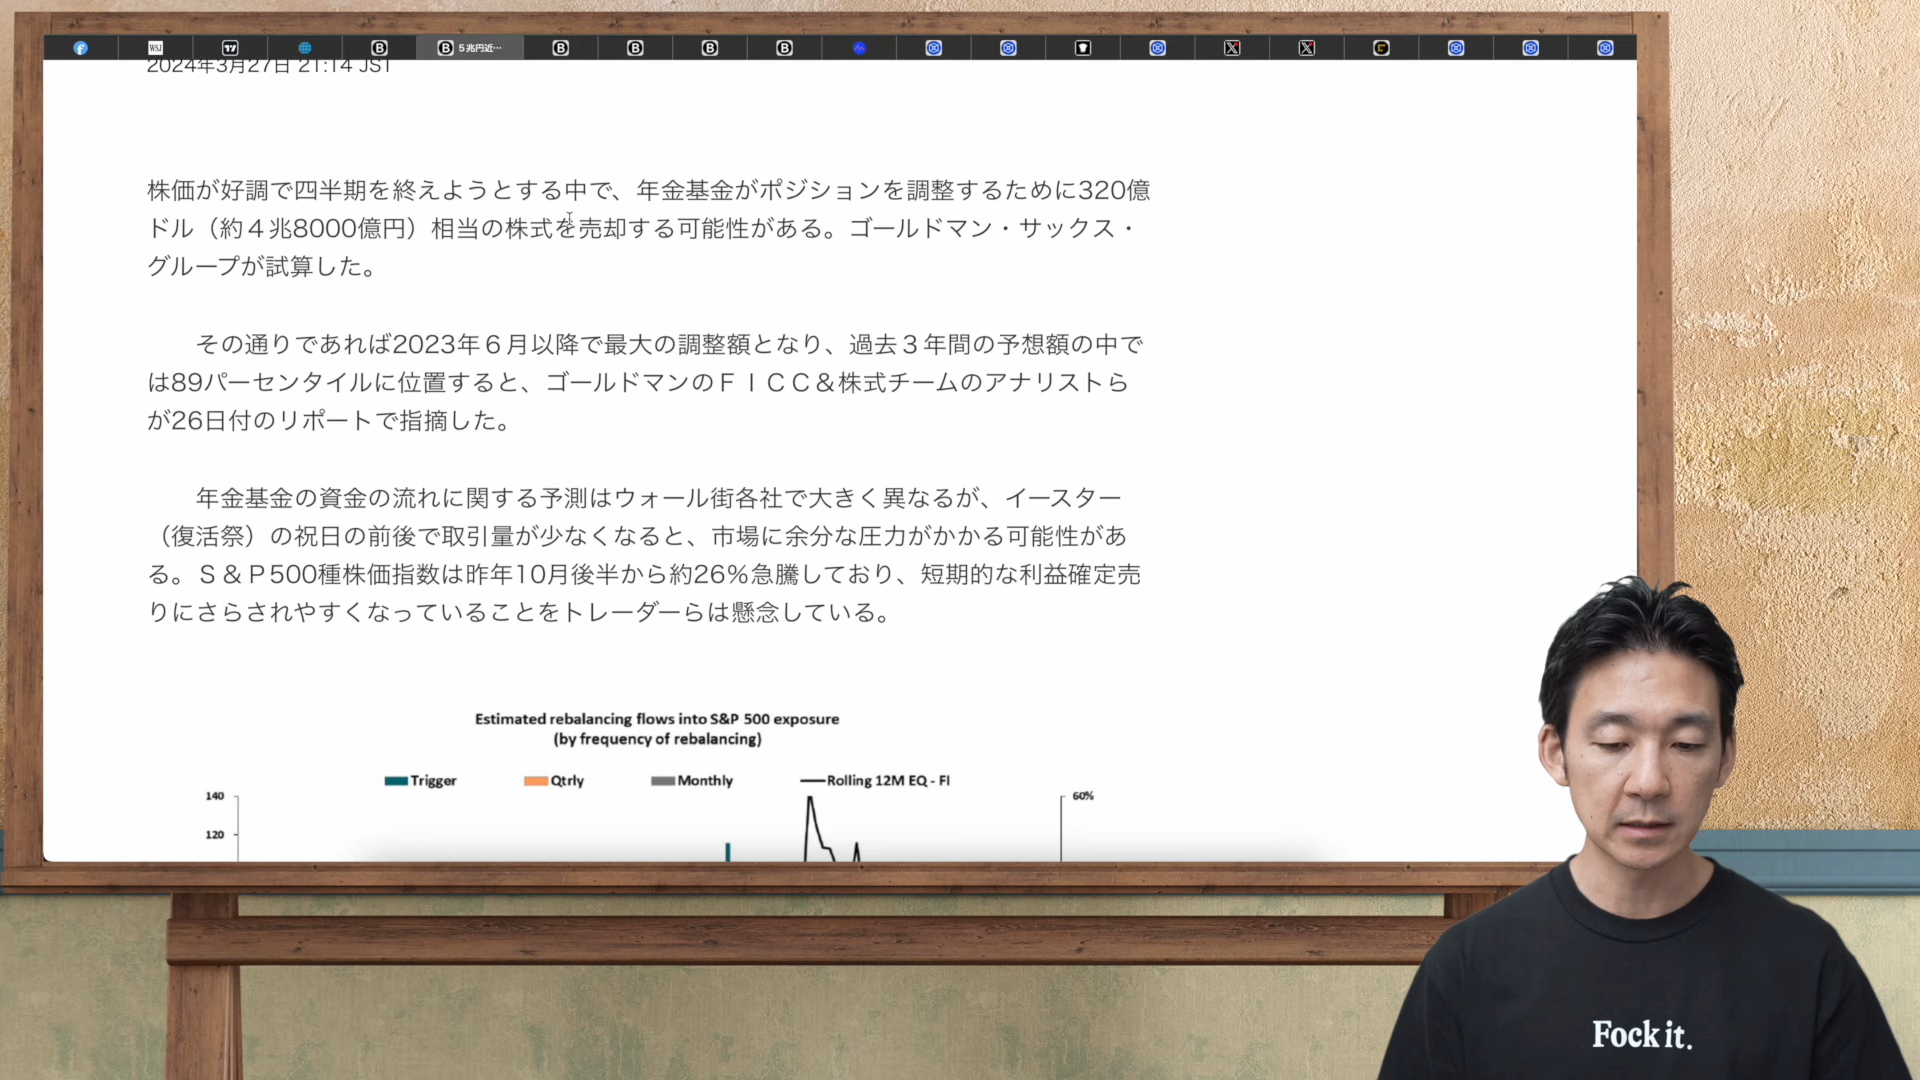 WSJ
５兆円近…
2024年3月27日 21:14 JST
株価が好調で四半期を終えようとする中で、年金基金がポジションを調整するために320億
ドル（約４兆8000億円）相当の株式を売却する可能性がある。ゴールドマン・サックス・
グループが試算した。
その通りであれば2023年６月以降で最大の調整額となり、過去３年間の予想額の中で
は89パーセンタイルに位置すると、ゴールドマンのＦＩＣＣ＆株式チームのアナリストら
が26日付のリポートで指摘した。
年金基金の資金の流れに関する予測はウォール街各社で大きく異なるが、イースター
（復活祭）の祝日の前後で取引量が少なくなると、市場に余分な圧力がかかる可能性があ
る。Ｓ＆Ｐ500種株価指数は昨年10月後半から約26％急騰しており、短期的な利益確定売
りにさらされやすくなっていることをトレーダーらは懸念している。
Estimated rebalancing flows into S&P 500 exposure
(by frequency of rebalancing)
Trigger Qtrly Monthly Rolling 12M EQ - FI
140 60%
120
Fock it.